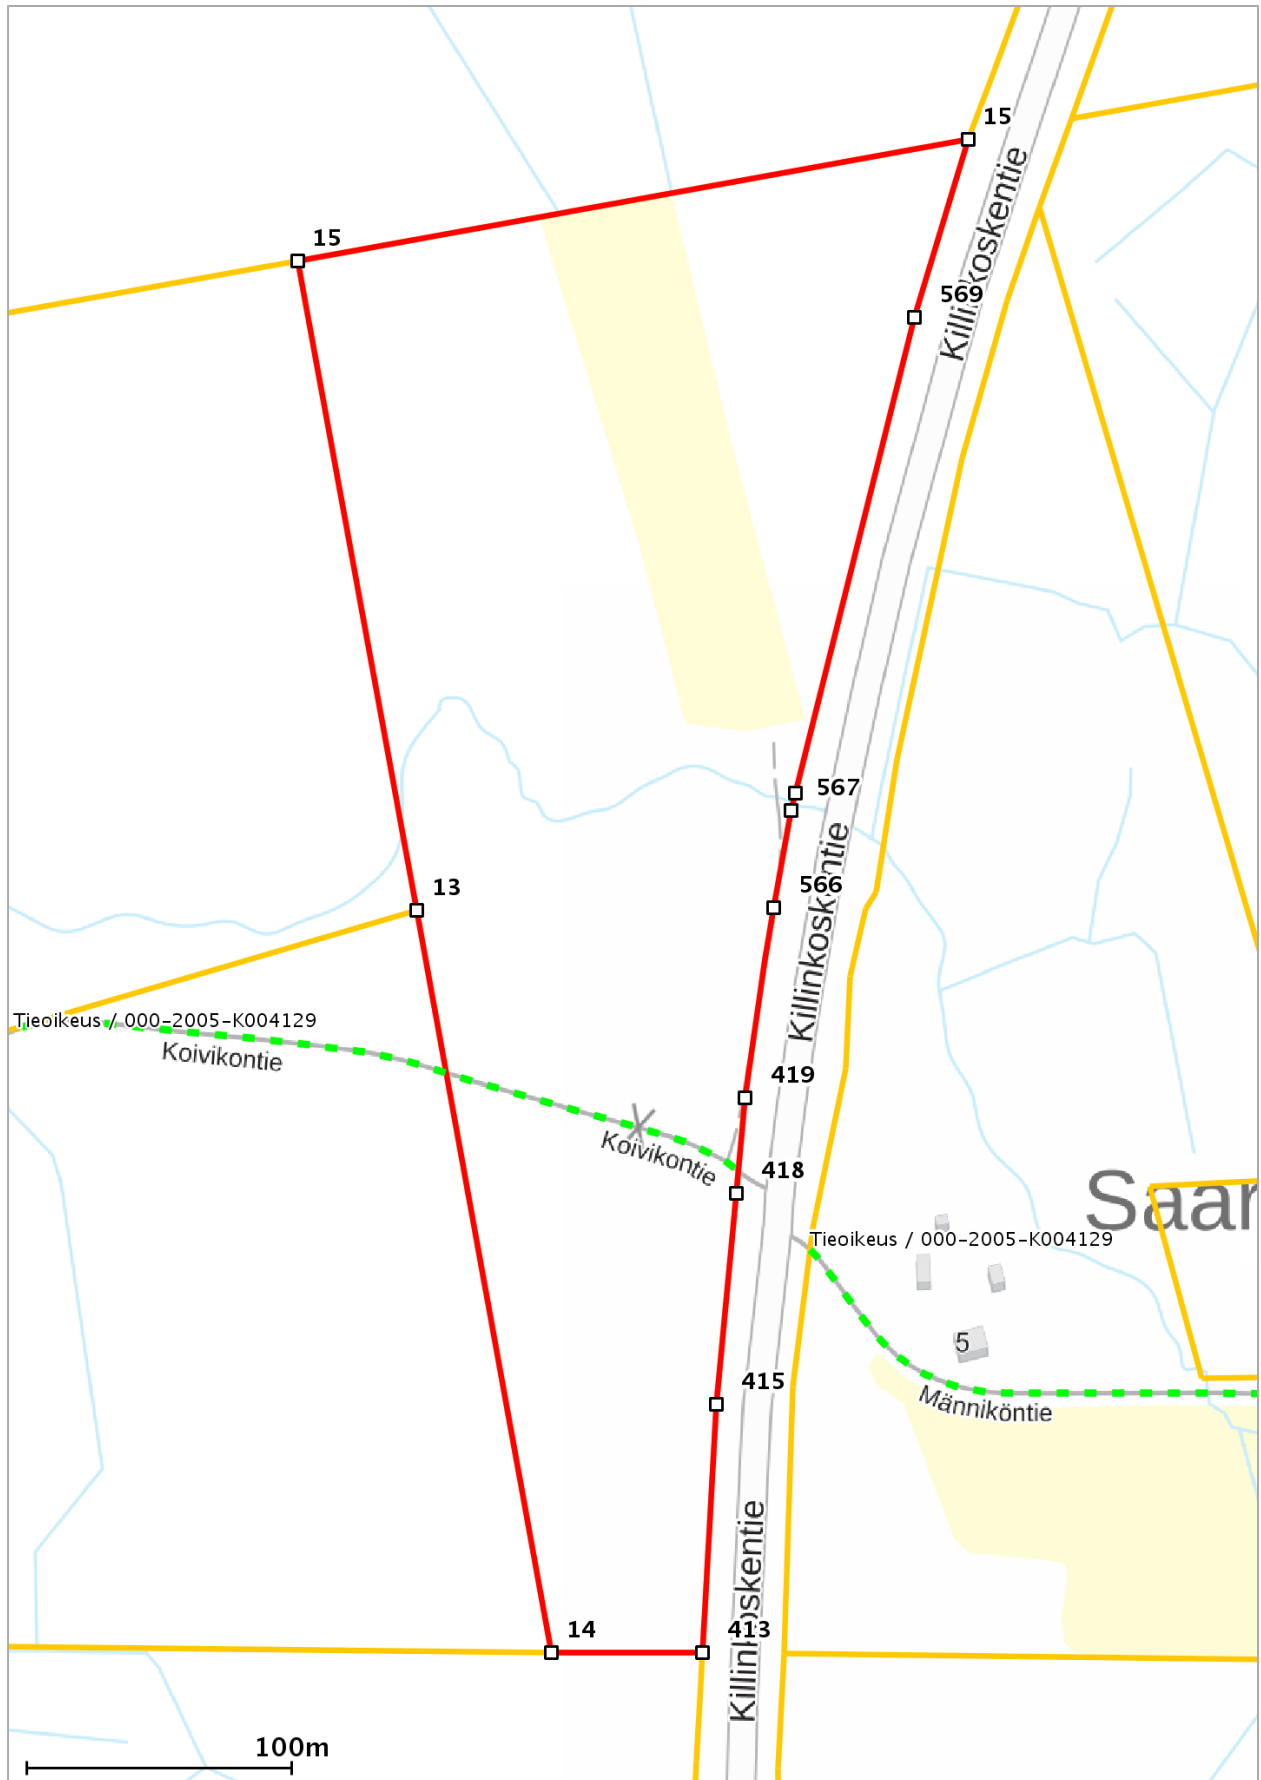 15
Killinkoskentie
15
569
567
Killinkoskentie
566
13
Tieoikeus / 000-2005-K004129
Koivikontie
419
Koivikontie
418
Saar
Tieoikeus / 000-2005-K004129
5
415
Männiköntie
Killinkoskentie
14
413
100m